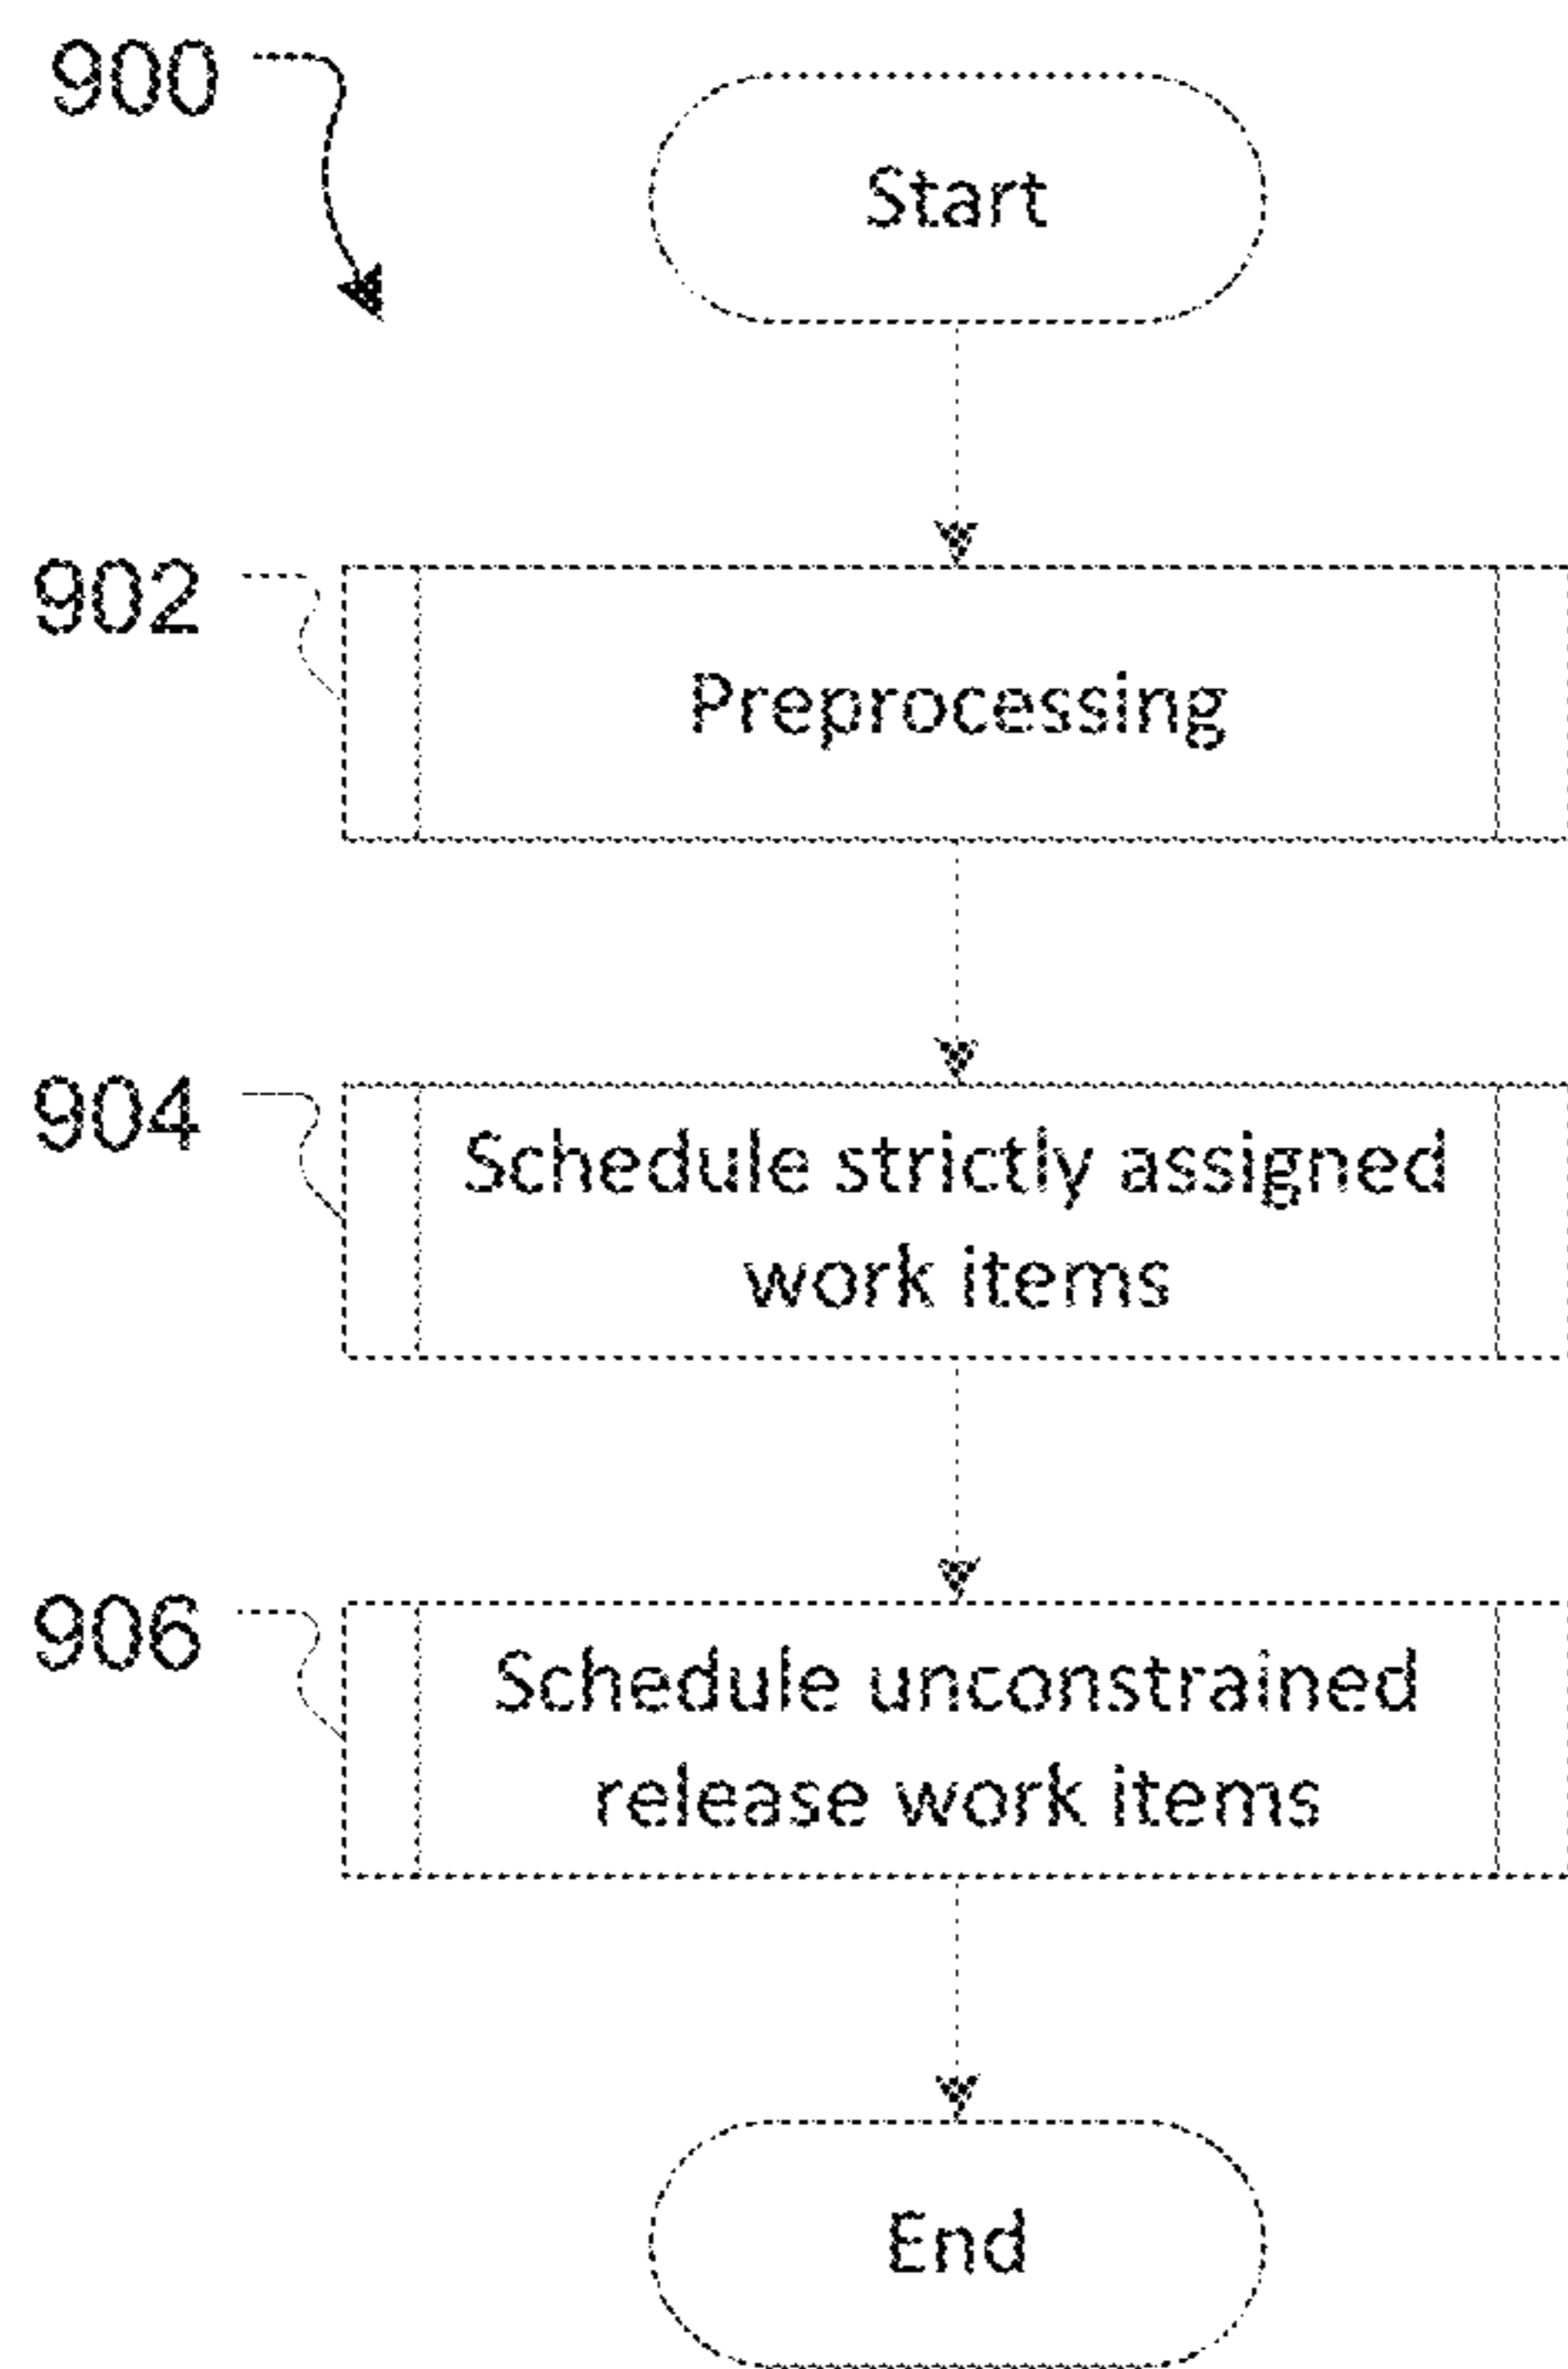 900
Start
902
Preprocessing
904
Schedule strictly assigned
work items
906
Schedule unconstrained
release work items
End